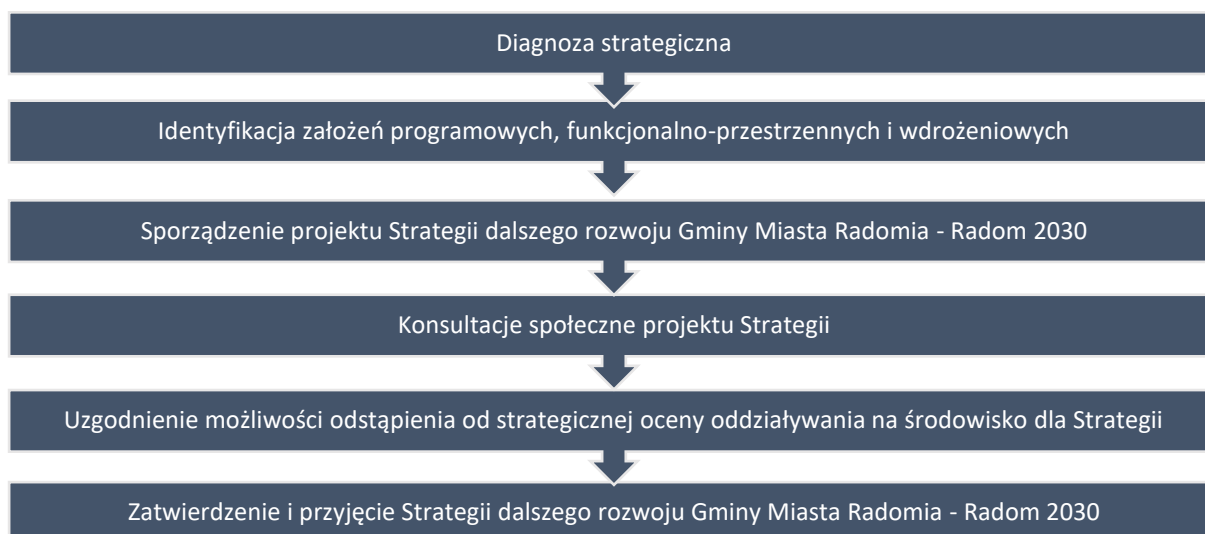 Diagnoza strategiczna
Identyfikacja założeń programowych, funkcjonalno-przestrzennych i wdrożeniowych
Sporządzenie projektu Strategii dalszego rozwoju Gminy Miasta Radomia - Radom 2030
Konsultacje społeczne projektu Strategii
Uzgodnienie możliwości odstąpienia od strategicznej oceny oddziaływania na środowisko dla Strategii
Zatwierdzenie i przyjęcie Strategii dalszego rozwoju Gminy Miasta Radomia - Radom 2030